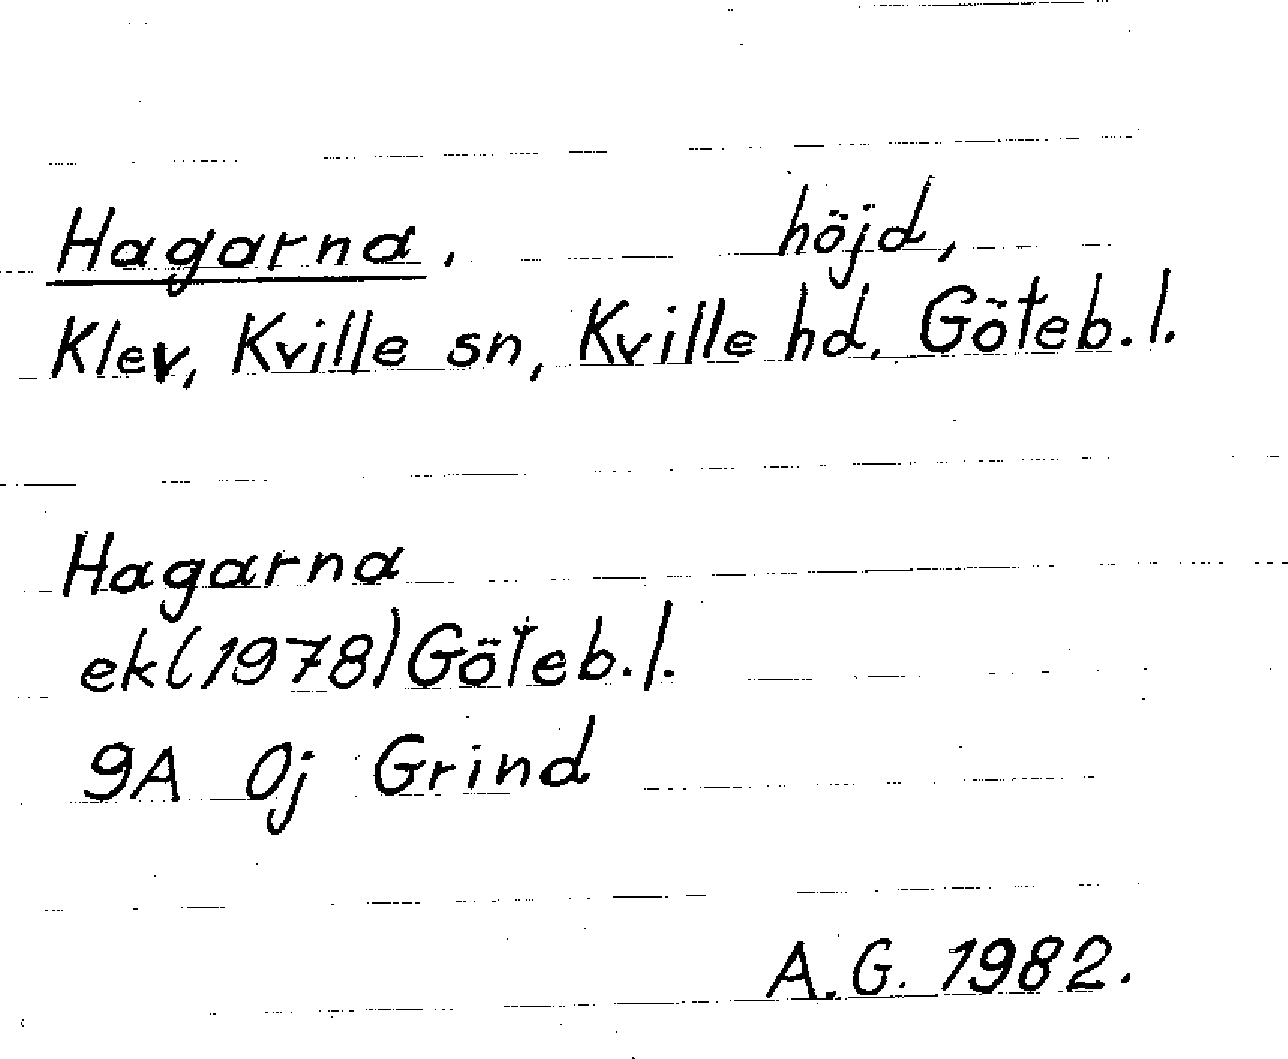 Hagarna, höjd,
Klev, Kville sn, Kville hd, Göteb. l.
Hagarna
ek(1978) Göteb. l.
9A 0j Grind
A.G. 1982.